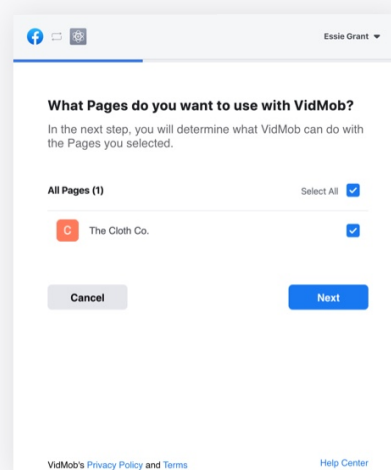 Essie Grant
What Pages do you want to use with VidMob?
In the next step, you will determine what VidMob can do with
the Pages you selected.
All Pages (1)
Select All
C
The Cloth Co.
Cancel
Next
VidMob's Privacy Policy and Terms
Help Center